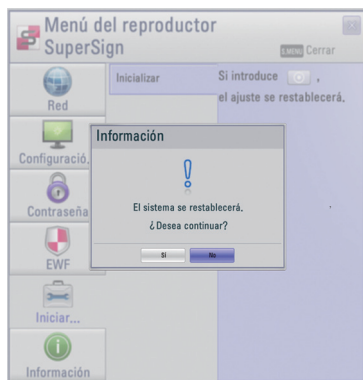 Menú del reproductor
SuperSign
S.MENU Cerrar
Red
Configuració.
Contraseña
EWF
Iniciar...
Información
Inicializar
Si introduce ,
el ajuste se restablecerá.
Información
El sistema se restablecerá.
¿Desea continuar?
Sí
No